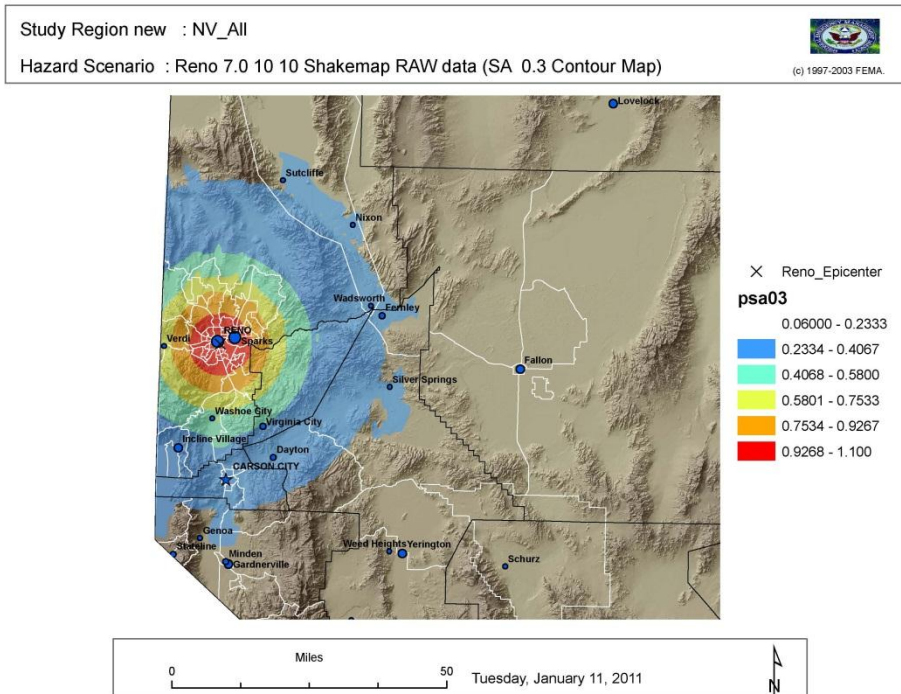 Study Region new : NV_All
Hazard Scenario : Reno 7.0 10 10 Shakemap RAW data (SA 0.3 Contour Map)
(c) 1997-2003 FEMA.
Lovelock
Sutcliffe
Nixon
Wadsworth
Fernley
RENO
Sparks
Verdi
Fallon
Silver Springs
Washoe City
Virginia City
Incline Village
Dayton
CARSON CITY
Genoa
Stateline
Minden
Gardnerville
Weed Heights
Yerington
Schurz
Reno_Epicenter
psa03
0.06000 - 0.2333
0.2334 - 0.4067
0.4068 - 0.5800
0.5801 - 0.7533
0.7534 - 0.9267
0.9268 - 1.100
Miles
0 50
Tuesday, January 11, 2011
N